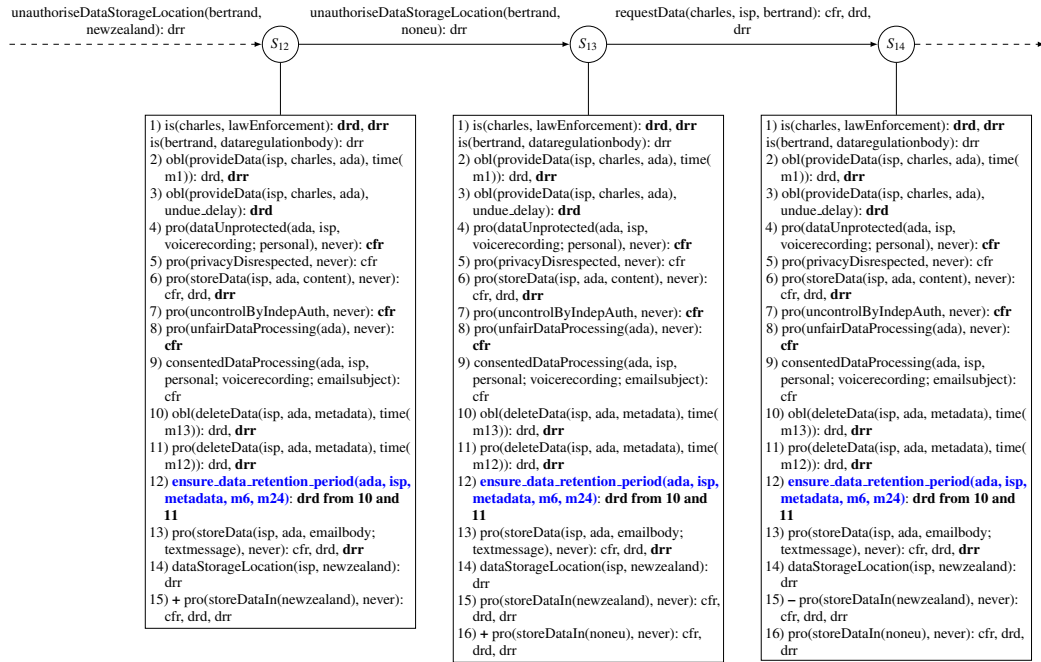 unauthoriseDataStorageLocation(bertrand,
newzealand): drr
unauthoriseDataStorageLocation(bertrand,
noneu): drr
requestData(charles, isp, bertrand): cfr, drd,
drr
S12
S13
S14
1) is(charles, lawEnforcement): drd, drr
is(bertrand, dataregulationbody): drr
2) obl(provideData(isp, charles, ada), time(
m1)): drd, drr
3) obl(provideData(isp, charles, ada),
undue_delay): drd
4) pro(dataUnprotected(ada, isp,
voicerecording; personal), never): cfr
5) pro(privacyDisrespected, never): cfr
6) pro(storeData(isp, ada, content), never):
cfr, drd, drr
7) pro(uncontrolByIndepAuth, never): cfr
8) pro(unfairDataProcessing(ada), never):
cfr
9) consentedDataProcessing(ada, isp,
personal; voicerecording; emailsubject):
cfr
10) obl(deleteData(isp, ada, metadata), time(
m13)): drd, drr
11) pro(deleteData(isp, ada, metadata), time(
m12)): drd, drr
12) ensure_data_retention_period(ada, isp,
metadata, m6, m24): drd from 10 and
11
13) pro(storeData(isp, ada, emailbody;
textmessage), never): cfr, drd, drr
14) dataStorageLocation(isp, newzealand):
drr
15) + pro(storeDataIn(newzealand), never):
cfr, drd, drr
1) is(charles, lawEnforcement): drd, drr
is(bertrand, dataregulationbody): drr
2) obl(provideData(isp, charles, ada), time(
m1)): drd, drr
3) obl(provideData(isp, charles, ada),
undue_delay): drd
4) pro(dataUnprotected(ada, isp,
voicerecording; personal), never): cfr
5) pro(privacyDisrespected, never): cfr
6) pro(storeData(isp, ada, content), never):
cfr, drd, drr
7) pro(uncontrolByIndepAuth, never): cfr
8) pro(unfairDataProcessing(ada), never):
cfr
9) consentedDataProcessing(ada, isp,
personal; voicerecording; emailsubject):
cfr
10) obl(deleteData(isp, ada, metadata), time(
m13)): drd, drr
11) pro(deleteData(isp, ada, metadata), time(
m12)): drd, drr
12) ensure_data_retention_period(ada, isp,
metadata, m6, m24): drd from 10 and
11
13) pro(storeData(isp, ada, emailbody;
textmessage), never): cfr, drd, drr
14) dataStorageLocation(isp, newzealand):
drr
15) pro(storeDataIn(newzealand), never): cfr,
drd, drr
16) + pro(storeDataIn(noneu), never): cfr,
drd, drr
1) is(charles, lawEnforcement): drd, drr
is(bertrand, dataregulationbody): drr
2) obl(provideData(isp, charles, ada), time(
m1)): drd, drr
3) obl(provideData(isp, charles, ada),
undue_delay): drd
4) pro(dataUnprotected(ada, isp,
voicerecording; personal), never): cfr
5) pro(privacyDisrespected, never): cfr
6) pro(storeData(isp, ada, content), never):
cfr, drd, drr
7) pro(uncontrolByIndepAuth, never): cfr
8) pro(unfairDataProcessing(ada), never):
cfr
9) consentedDataProcessing(ada, isp,
personal; voicerecording; emailsubject):
cfr
10) obl(deleteData(isp, ada, metadata), time(
m13)): drd, drr
11) pro(deleteData(isp, ada, metadata), time(
m12)): drd, drr
12) ensure_data_retention_period(ada, isp,
metadata, m6, m24): drd from 10 and
11
13) pro(storeData(isp, ada, emailbody;
textmessage), never): cfr, drd, drr
14) dataStorageLocation(isp, newzealand):
drr
15) − pro(storeDataIn(newzealand), never):
cfr, drd, drr
16) pro(storeDataIn(noneu), never): cfr, drd,
drr